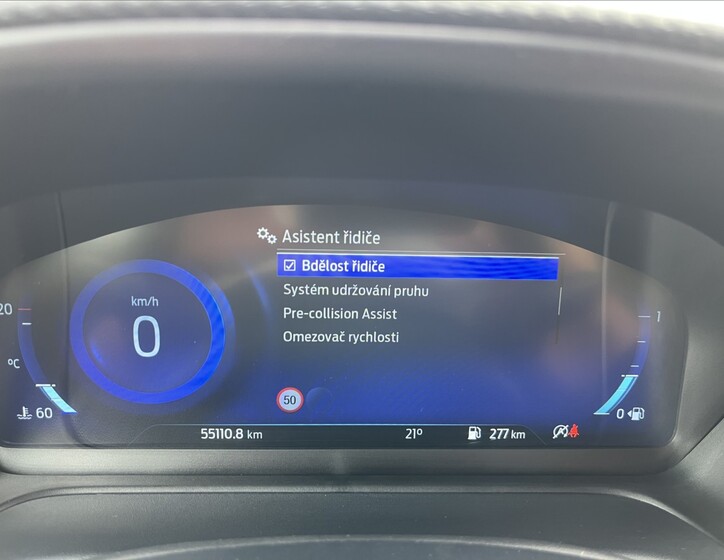 Asistent řidiče
Bdělost řidiče
Systém udržování pruhu
Pre-collision Assist
Omezovač rychlosti
km/h
0
20
°C
60
1
0
50
55110.8 km
21°
277 km